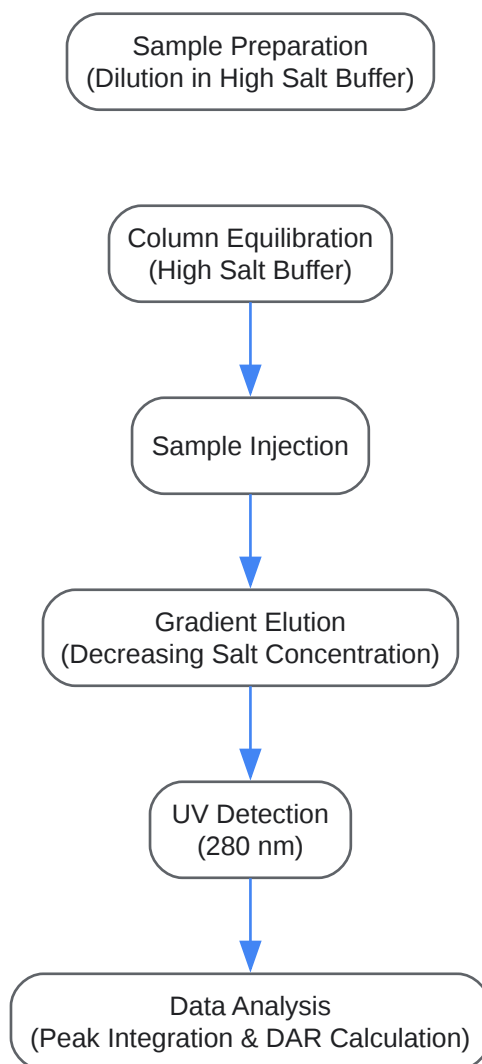 Sample Preparation
(Dilution in High Salt Buffer)
Column Equilibration
(High Salt Buffer)
Sample Injection
Gradient Elution
(Decreasing Salt Concentration)
UV Detection
(280 nm)
Data Analysis
(Peak Integration & DAR Calculation)